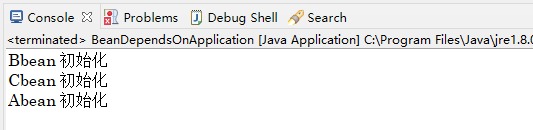 Console Problems Debug Shell Search
<terminated> BeanDependsOnApplication [Java Application] C:\Program Files\Java\jre1.8.0
Bbean 初始化
Cbean 初始化
Abean 初始化